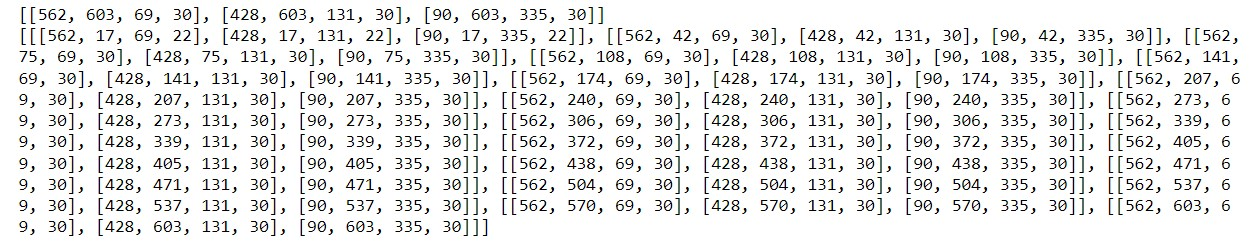 [[562, 603, 69, 30], [428, 603, 131, 30], [90, 603, 335, 30]]
[[[562, 17, 69, 22], [428, 17, 131, 22], [90, 17, 335, 22]], [[562, 42, 69, 30], [428, 42, 131, 30], [90, 42, 335, 30]], [[562,
75, 69, 30], [428, 75, 131, 30], [90, 75, 335, 30]], [[562, 108, 69, 30], [428, 108, 131, 30], [90, 108, 335, 30]], [[562, 141,
69, 30], [428, 141, 131, 30], [90, 141, 335, 30]], [[562, 174, 69, 30], [428, 174, 131, 30], [90, 174, 335, 30]], [[562, 207, 6
9, 30], [428, 207, 131, 30], [90, 207, 335, 30]], [[562, 240, 69, 30], [428, 240, 131, 30], [90, 240, 335, 30]], [[562, 273, 6
9, 30], [428, 273, 131, 30], [90, 273, 335, 30]], [[562, 306, 69, 30], [428, 306, 131, 30], [90, 306, 335, 30]], [[562, 339, 6
9, 30], [428, 339, 131, 30], [90, 339, 335, 30]], [[562, 372, 69, 30], [428, 372, 131, 30], [90, 372, 335, 30]], [[562, 405, 6
9, 30], [428, 405, 131, 30], [90, 405, 335, 30]], [[562, 438, 69, 30], [428, 438, 131, 30], [90, 438, 335, 30]], [[562, 471, 6
9, 30], [428, 471, 131, 30], [90, 471, 335, 30]], [[562, 504, 69, 30], [428, 504, 131, 30], [90, 504, 335, 30]], [[562, 537, 6
9, 30], [428, 537, 131, 30], [90, 537, 335, 30]], [[562, 570, 69, 30], [428, 570, 131, 30], [90, 570, 335, 30]], [[562, 603, 6
9, 30], [428, 603, 131, 30], [90, 603, 335, 30]]]